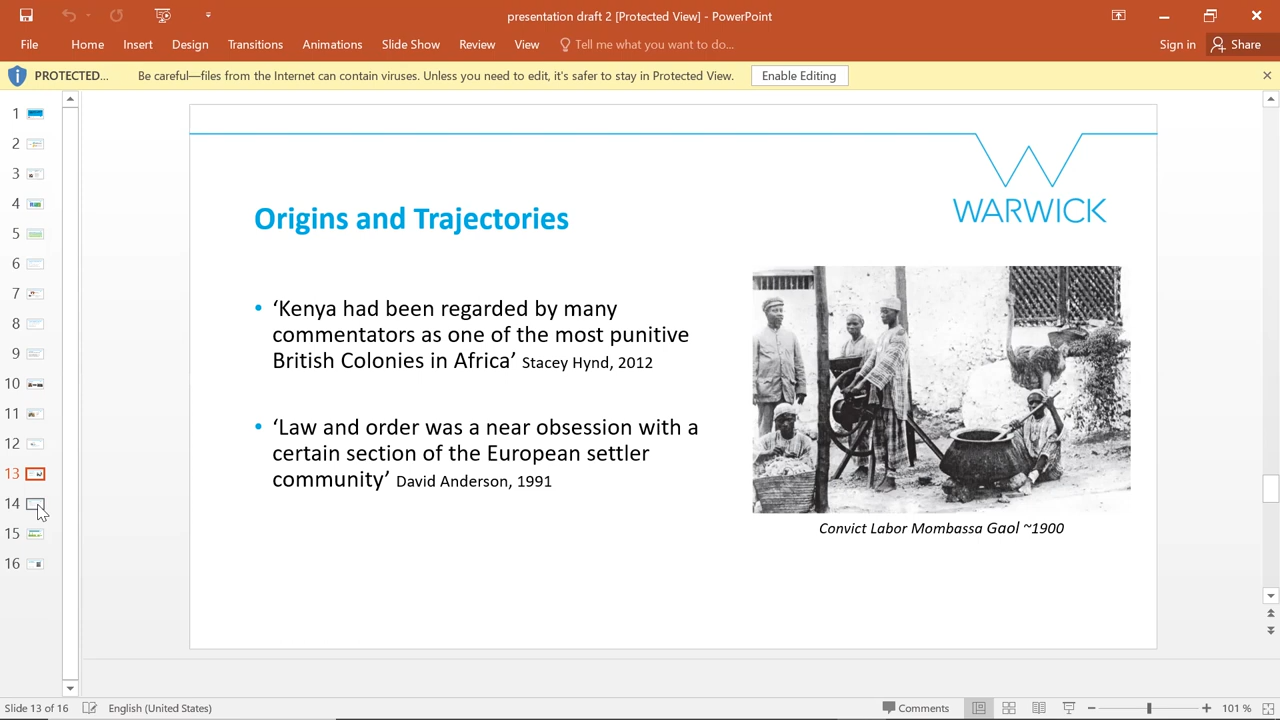 presentation draft 2 [Protected View] - PowerPoint
File Home Insert Design Transitions Animations Slide Show Review View Tell me what you want to do... Sign in Share
PROTECTED... Be careful—files from the Internet can contain viruses. Unless you need to edit, it's safer to stay in Protected View. Enable Editing
1
2
3
4
5
6
7
8
9
10
11
12
13
14
15
16
WARWICK
Origins and Trajectories
• ‘Kenya had been regarded by many
commentators as one of the most punitive
British Colonies in Africa’ Stacey Hynd, 2012
• ‘Law and order was a near obsession with a
certain section of the European settler
community’ David Anderson, 1991
Convict Labor Mombassa Gaol ~1900
Slide 13 of 16 English (United States) Comments 101 %